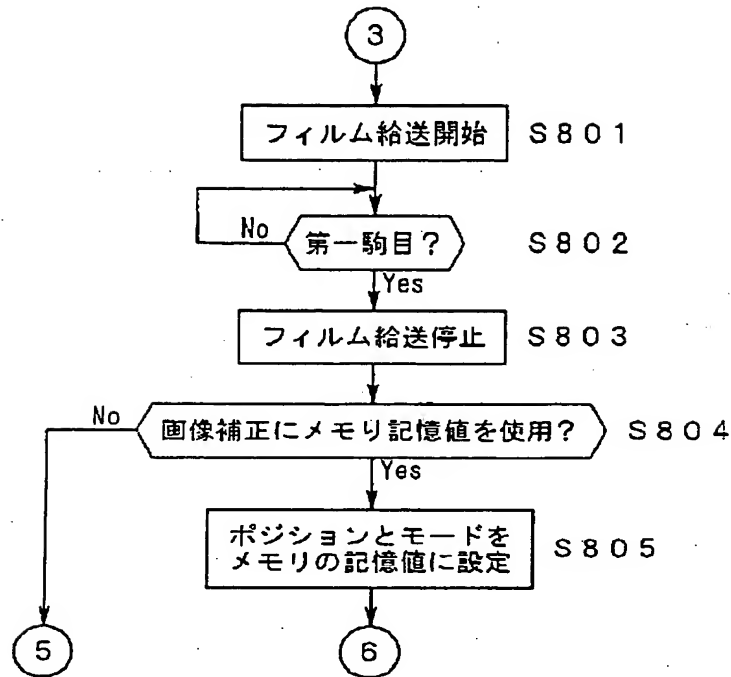 3
フィルム給送開始 S801
No 第一駒目? S802
Yes
フィルム給送停止 S803
No 画像補正にメモリ記憶値を使用? S804
Yes
ポジションとモードを
メモリの記憶値に設定 S805
5 6